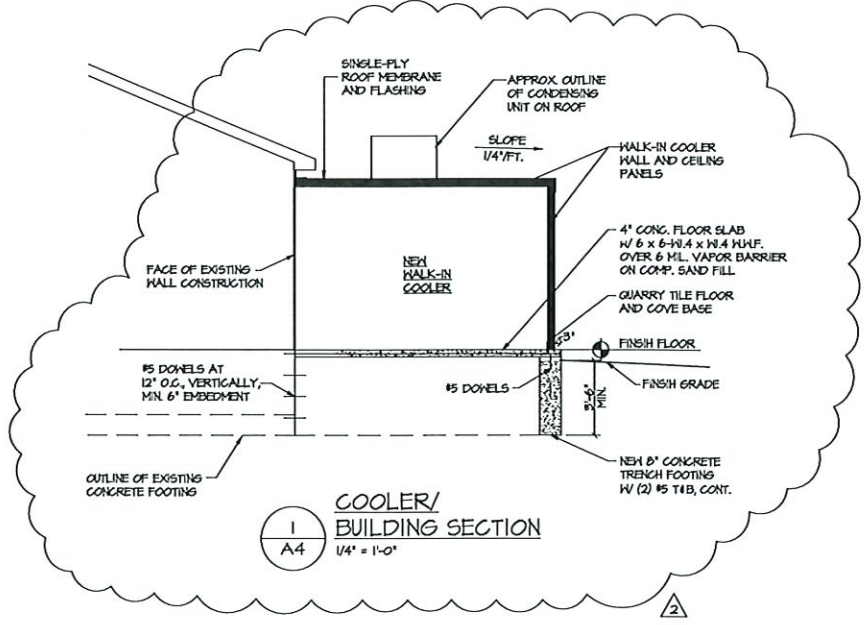 SINGLE-PLY
ROOF MEMBRANE
AND FLASHING
APPROX. OUTLINE
OF CONDENSING
UNIT ON ROOF
SLOPE
1/4"/FT.
WALK-IN COOLER
WALL AND CEILING
PANELS
4" CONC. FLOOR SLAB
W/ 6 x 6-W1.4 x W1.4 W.W.F.
OVER 6 MIL. VAPOR BARRIER
ON COMP. SAND FILL
FACE OF EXISTING
WALL CONSTRUCTION
NEW
WALK-IN
COOLER
QUARRY TILE FLOOR
AND COVE BASE
3"
FINSIH FLOOR
#5 DOWELS AT
12" O.C., VERTICALLY,
MIN. 6" EMBEDMENT
#5 DOWELS
3'-6"
MIN.
FINSIH GRADE
OUTLINE OF EXISTING
CONCRETE FOOTING
NEW 8" CONCRETE
TRENCH FOOTING
W/ (2) #5 T&B, CONT.
1
A4
COOLER/
BUILDING SECTION
1/4" = 1'-0"
2